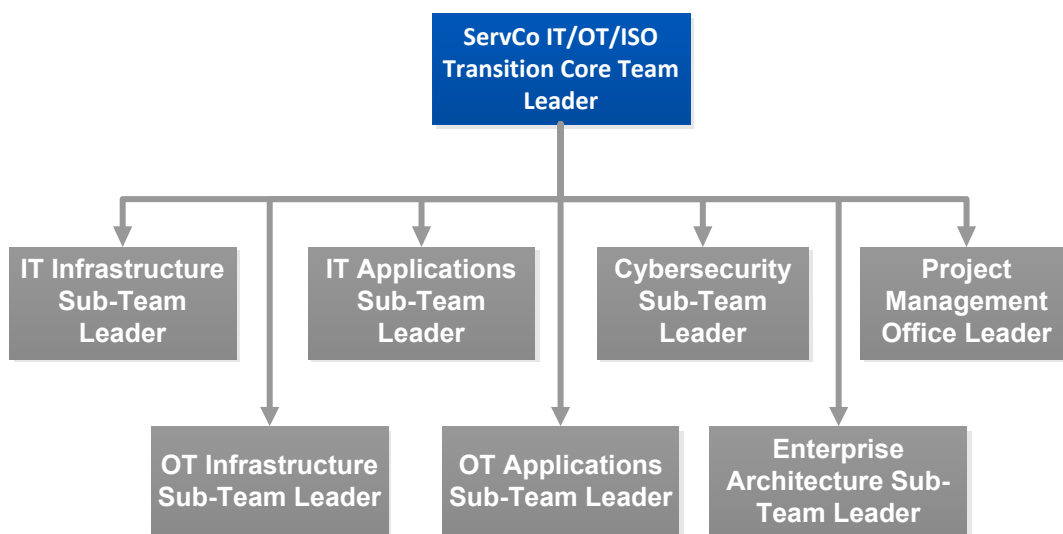 ServCo IT/OT/ISO
Transition Core Team
Leader
IT Infrastructure
Sub-Team
Leader
IT Applications
Sub-Team
Leader
Cybersecurity
Sub-Team
Leader
Project
Management
Office Leader
OT Infrastructure
Sub-Team Leader
OT Applications
Sub-Team Leader
Enterprise
Architecture Sub-
Team Leader